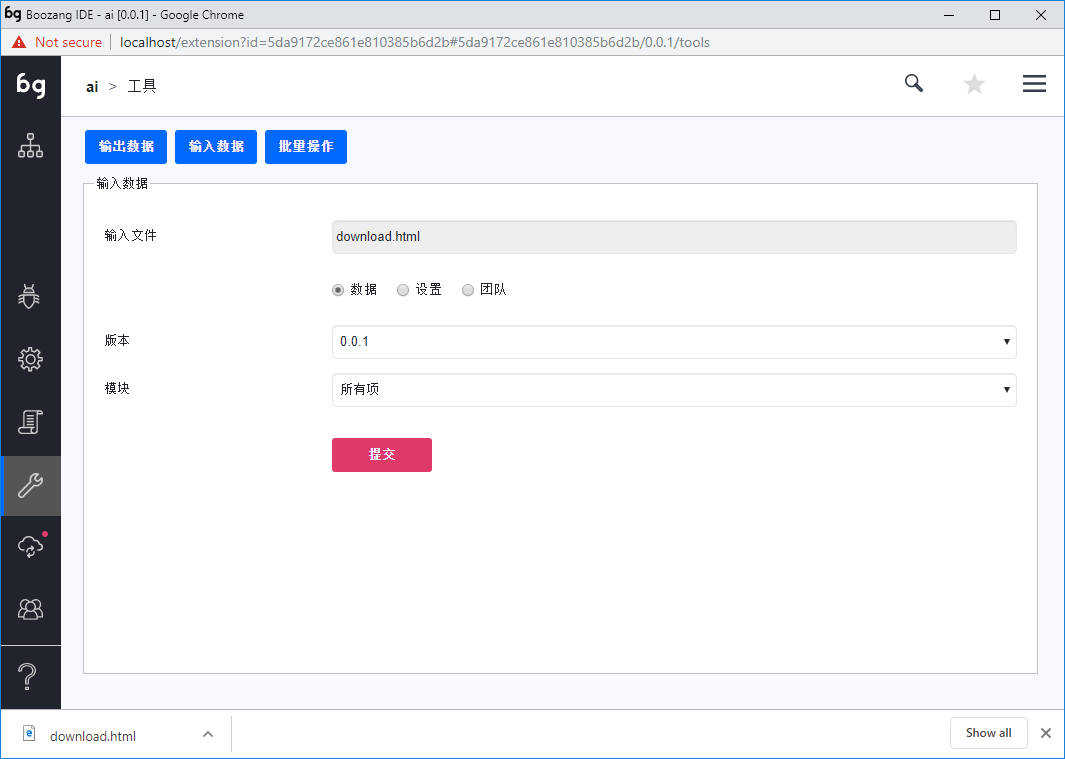 bg Boozang IDE - ai [0.0.1] - Google Chrome
Not secure localhost/extension?id=5da9172ce861e810385b6d2b#5da9172ce861e810385b6d2b/0.0.1/tools
bg
ai > 工具
输出数据 输入数据 批量操作
输入数据
输入文件 download.html
数据 设置 团队
版本 0.0.1
模块 所有项
提交
download.html Show all